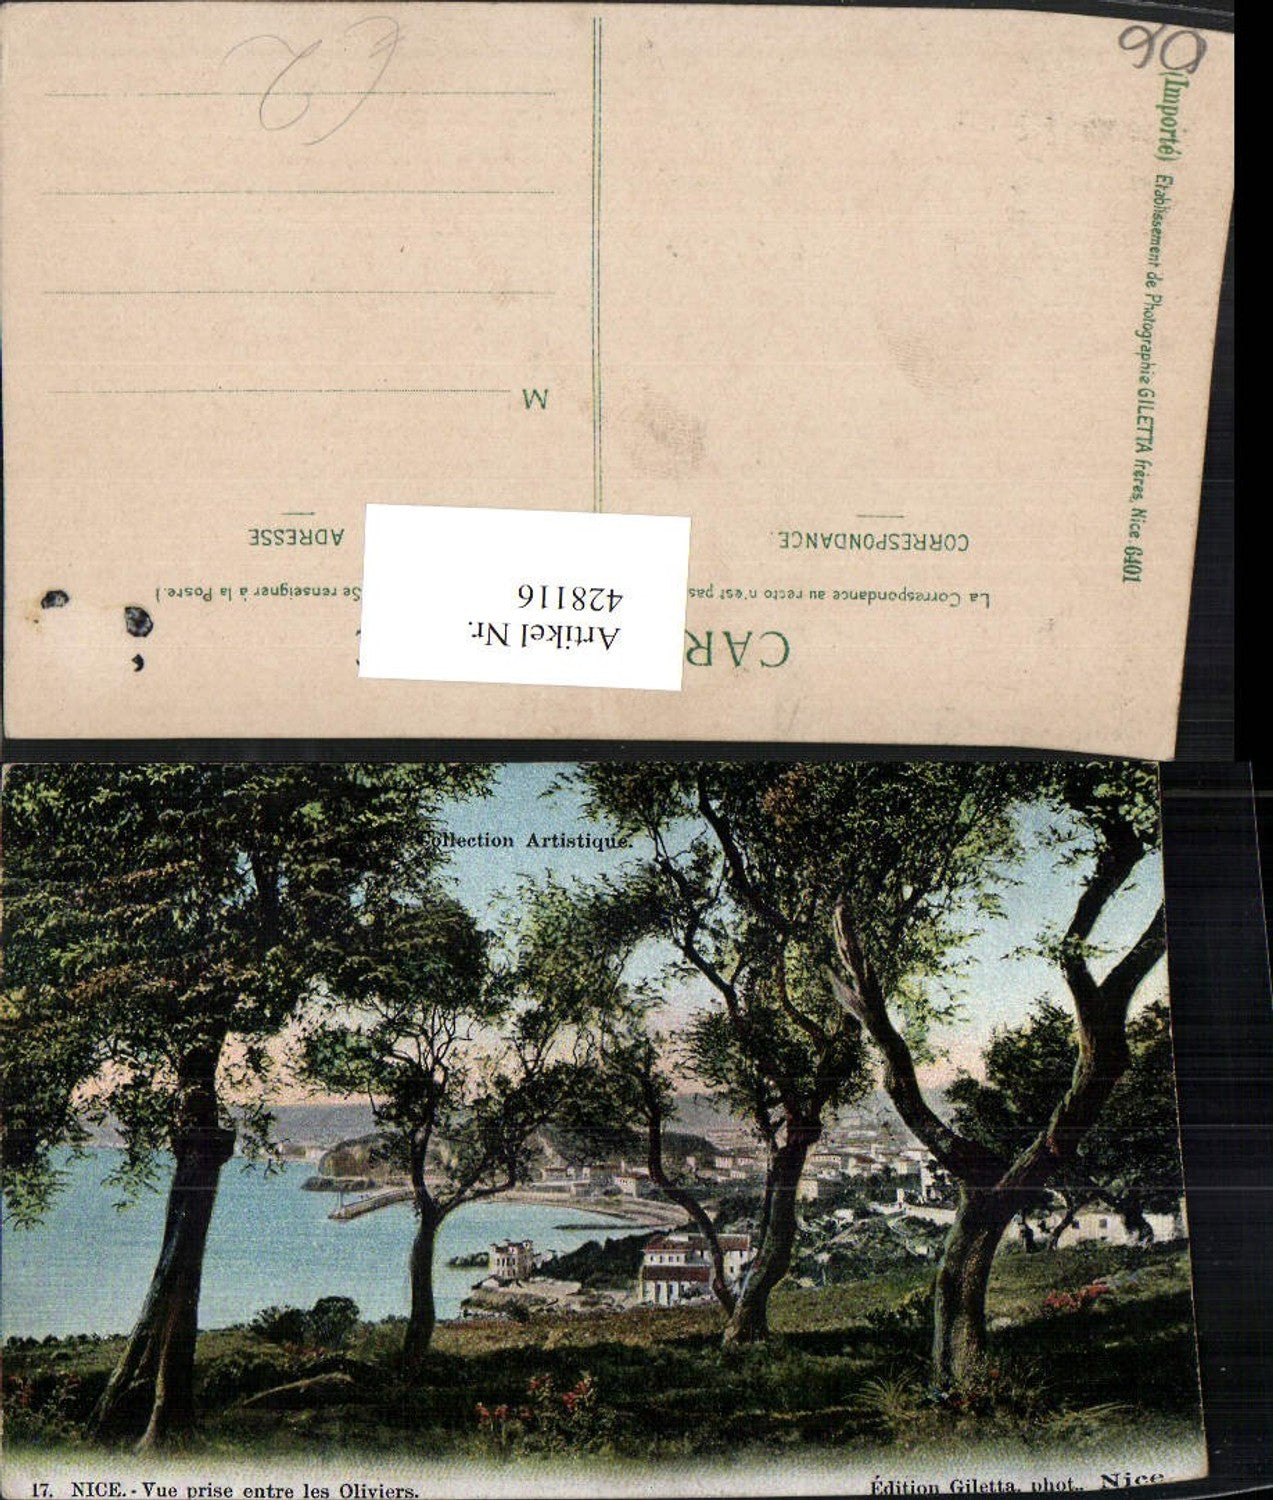 06
CAR
La Correspondance au recto n'est pas
Se renseigner à la Poste.)
CORRESPONDANCE.
ADRESSE
M
(Importé) Etablissement de Photographie GILETTA frères, Nice. 6401
Artikel Nr.
428116
Collection Artistique.
17. NICE. - Vue prise entre les Oliviers.
Édition Giletta, phot., Nice